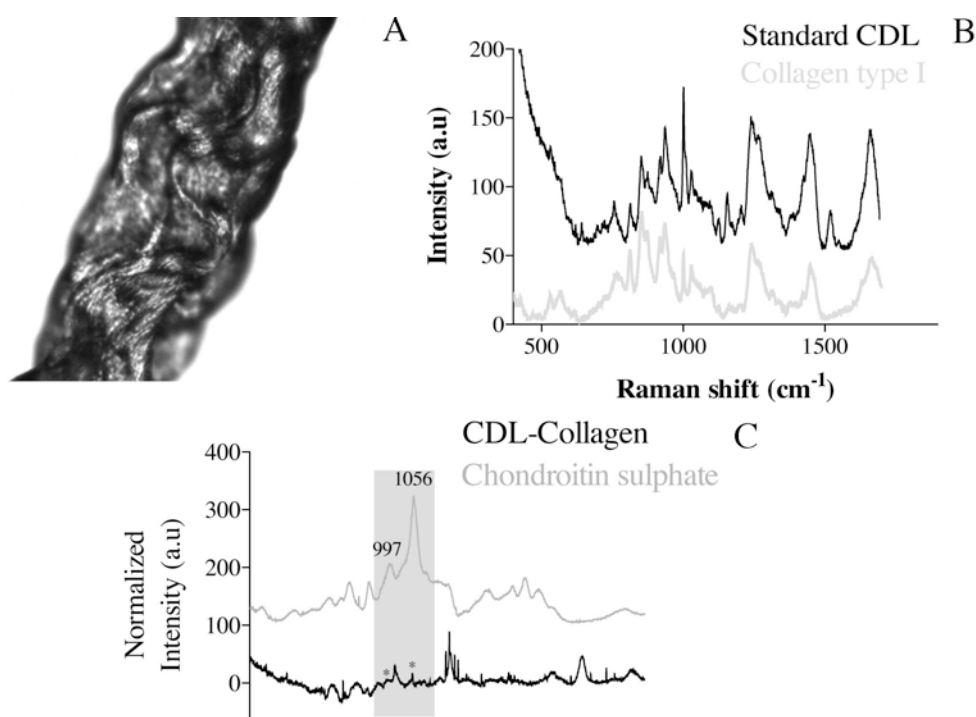 A
B
Standard CDL
Collagen type I
200
150
100
50
0
Intensity (a.u)
500
1000
1500
Raman shift (cm-1)
C
CDL-Collagen
Chondroitin sulphate
400
300
200
100
0
Normalized
Intensity (a.u)
997
1056
*
*